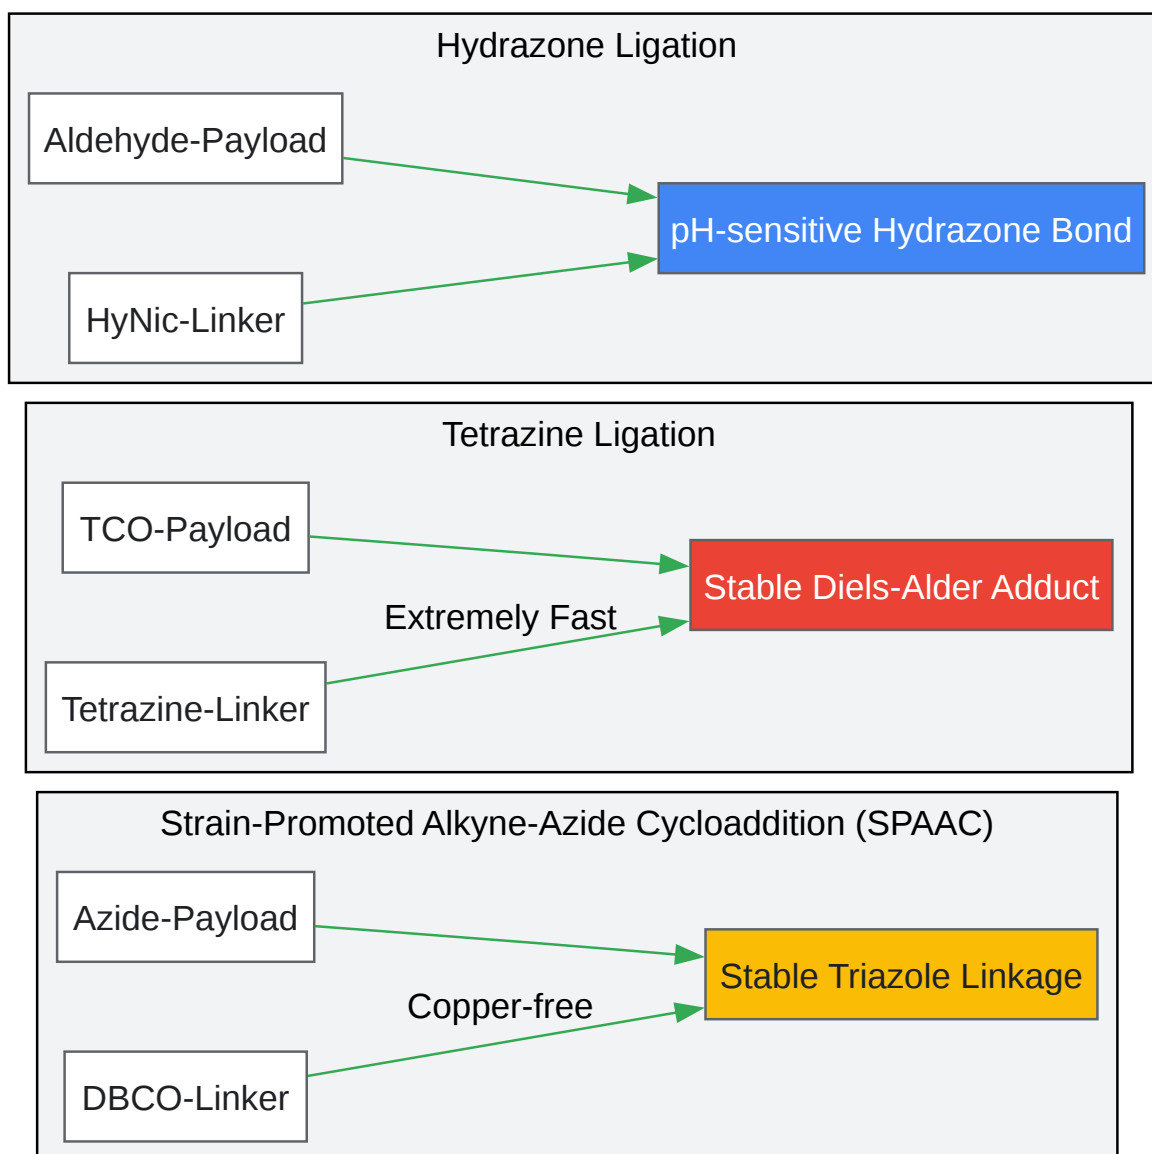 Hydrazone Ligation
Aldehyde-Payload
pH-sensitive Hydrazone Bond
HyNic-Linker
Tetrazine Ligation
TCO-Payload
Stable Diels-Alder Adduct
Extremely Fast
Tetrazine-Linker
Strain-Promoted Alkyne-Azide Cycloaddition (SPAAC)
Azide-Payload
Stable Triazole Linkage
Copper-free
DBCO-Linker